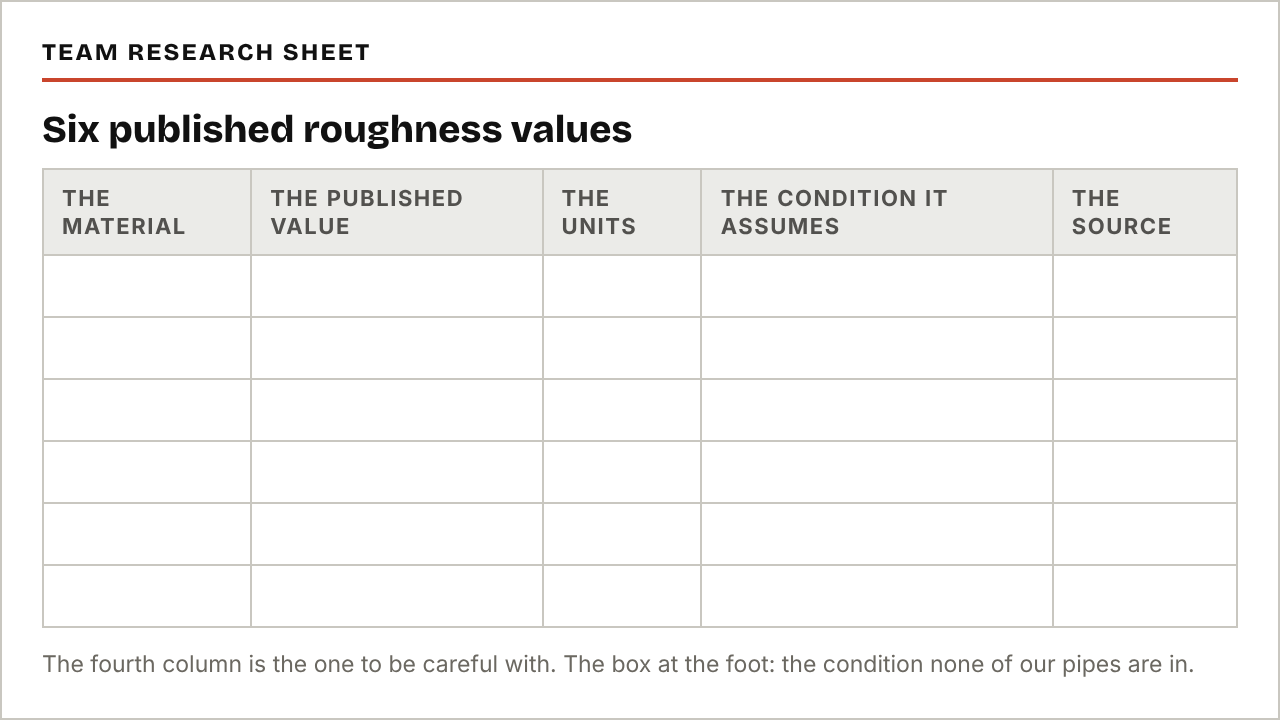 TEAM RESEARCH SHEET
Six published roughness values
THE MATERIAL
THE PUBLISHED VALUE
THE UNITS
THE CONDITION IT ASSUMES
THE SOURCE
The fourth column is the one to be careful with. The box at the foot: the condition none of our pipes are in.